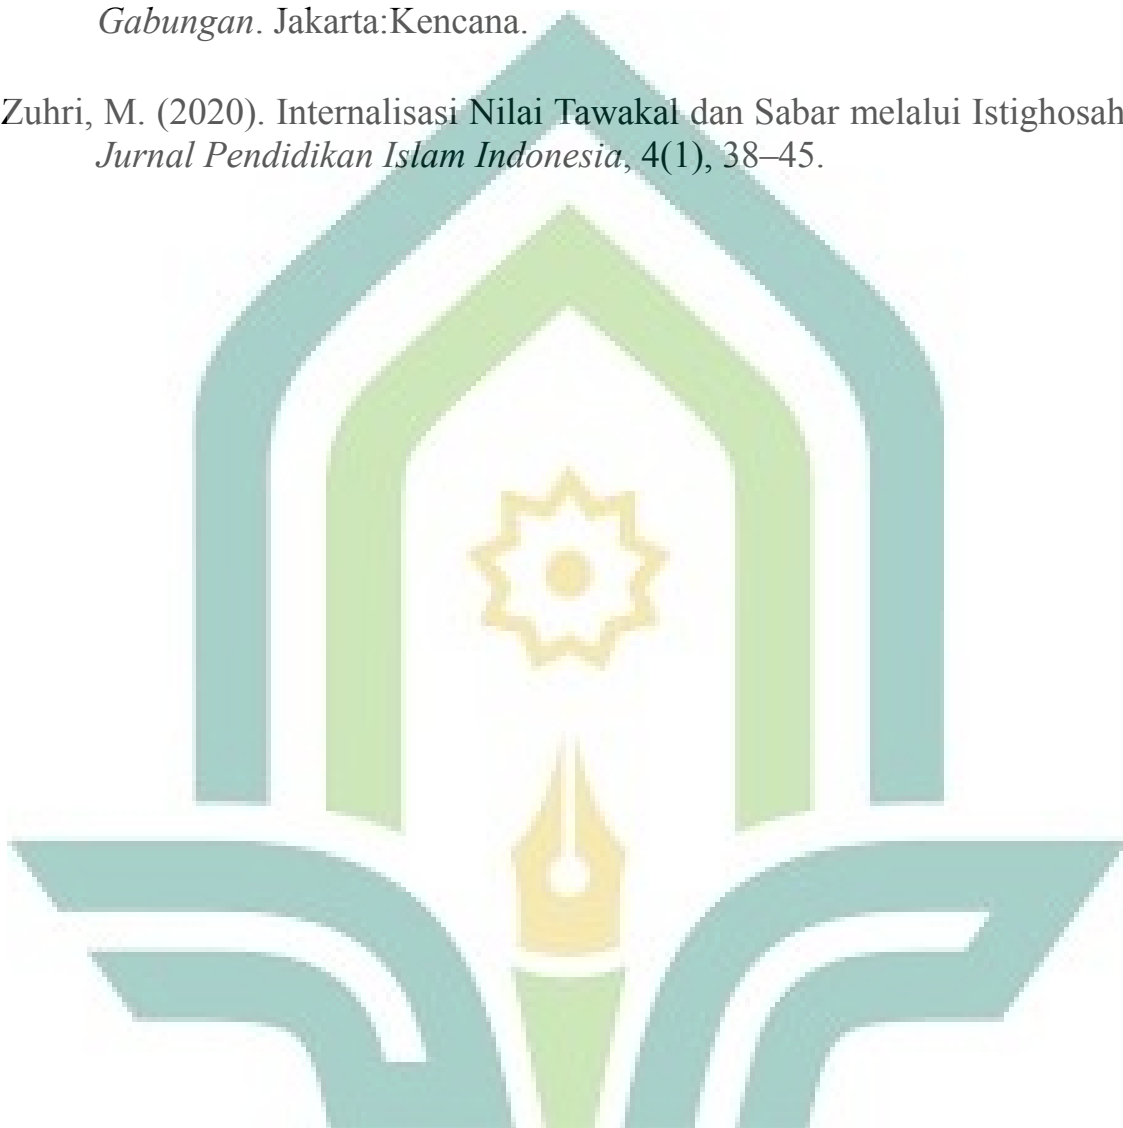 Gabungan. Jakarta:Kencana.
Zuhri, M. (2020). Internalisasi Nilai Tawakal dan Sabar melalui Istighosah
Jurnal Pendidikan Islam Indonesia, 4(1), 38–45.